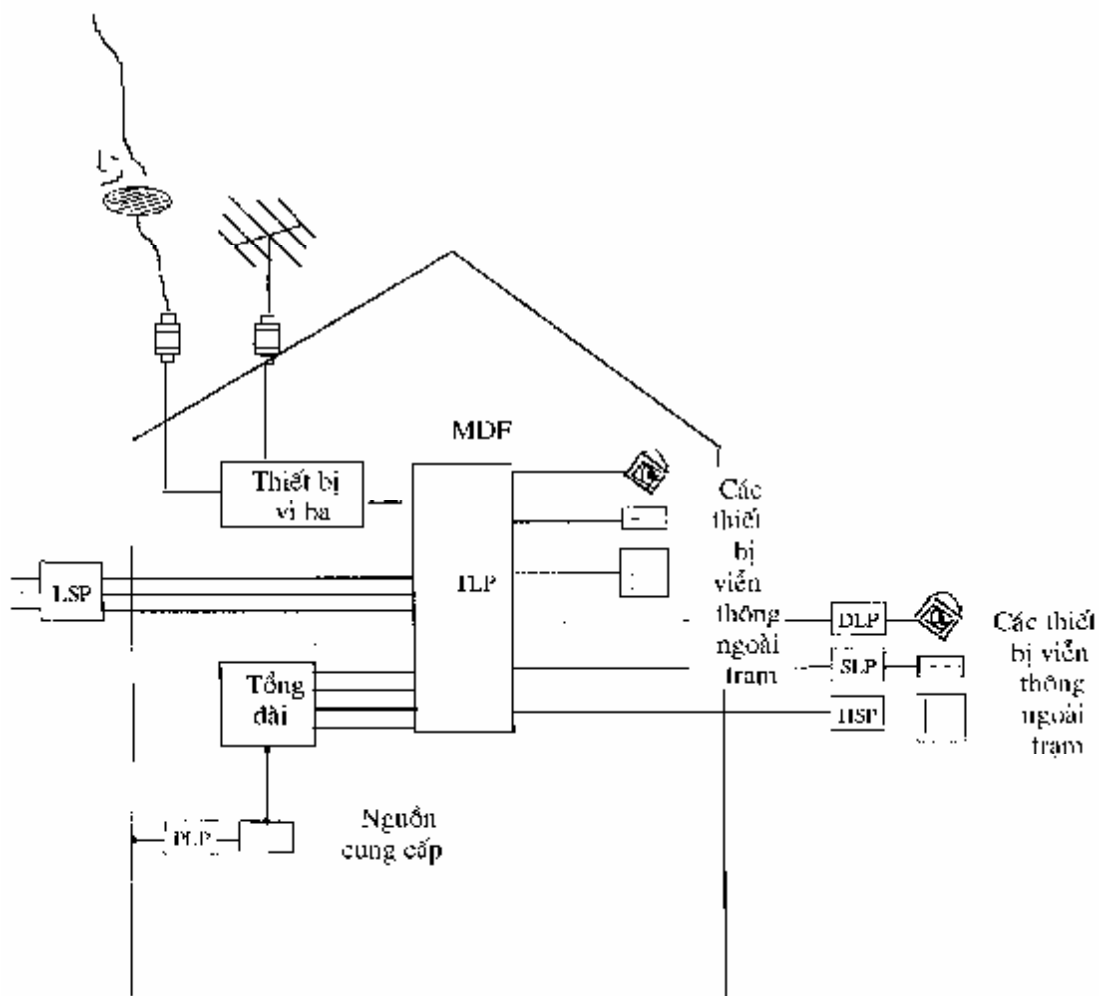 MDF
Thiết bị
vi ba
Các
thiết
bị
viễn
thông
ngoài
trạm
LSP
TLP
DLP
Các thiết
bị viễn
thông
ngoài
trạm
SLP
HSP
Tổng
đài
PLP
Nguồn
cung cấp